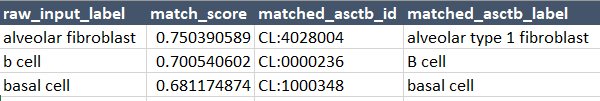 raw_input_label match_score matched_asctb_id matched_asctb_label
alveolar fibroblast 0.750390589 CL:4028004 alveolar type 1 fibroblast
b cell 0.700540602 CL:0000236 B cell
basal cell 0.681174874 CL:1000348 basal cell